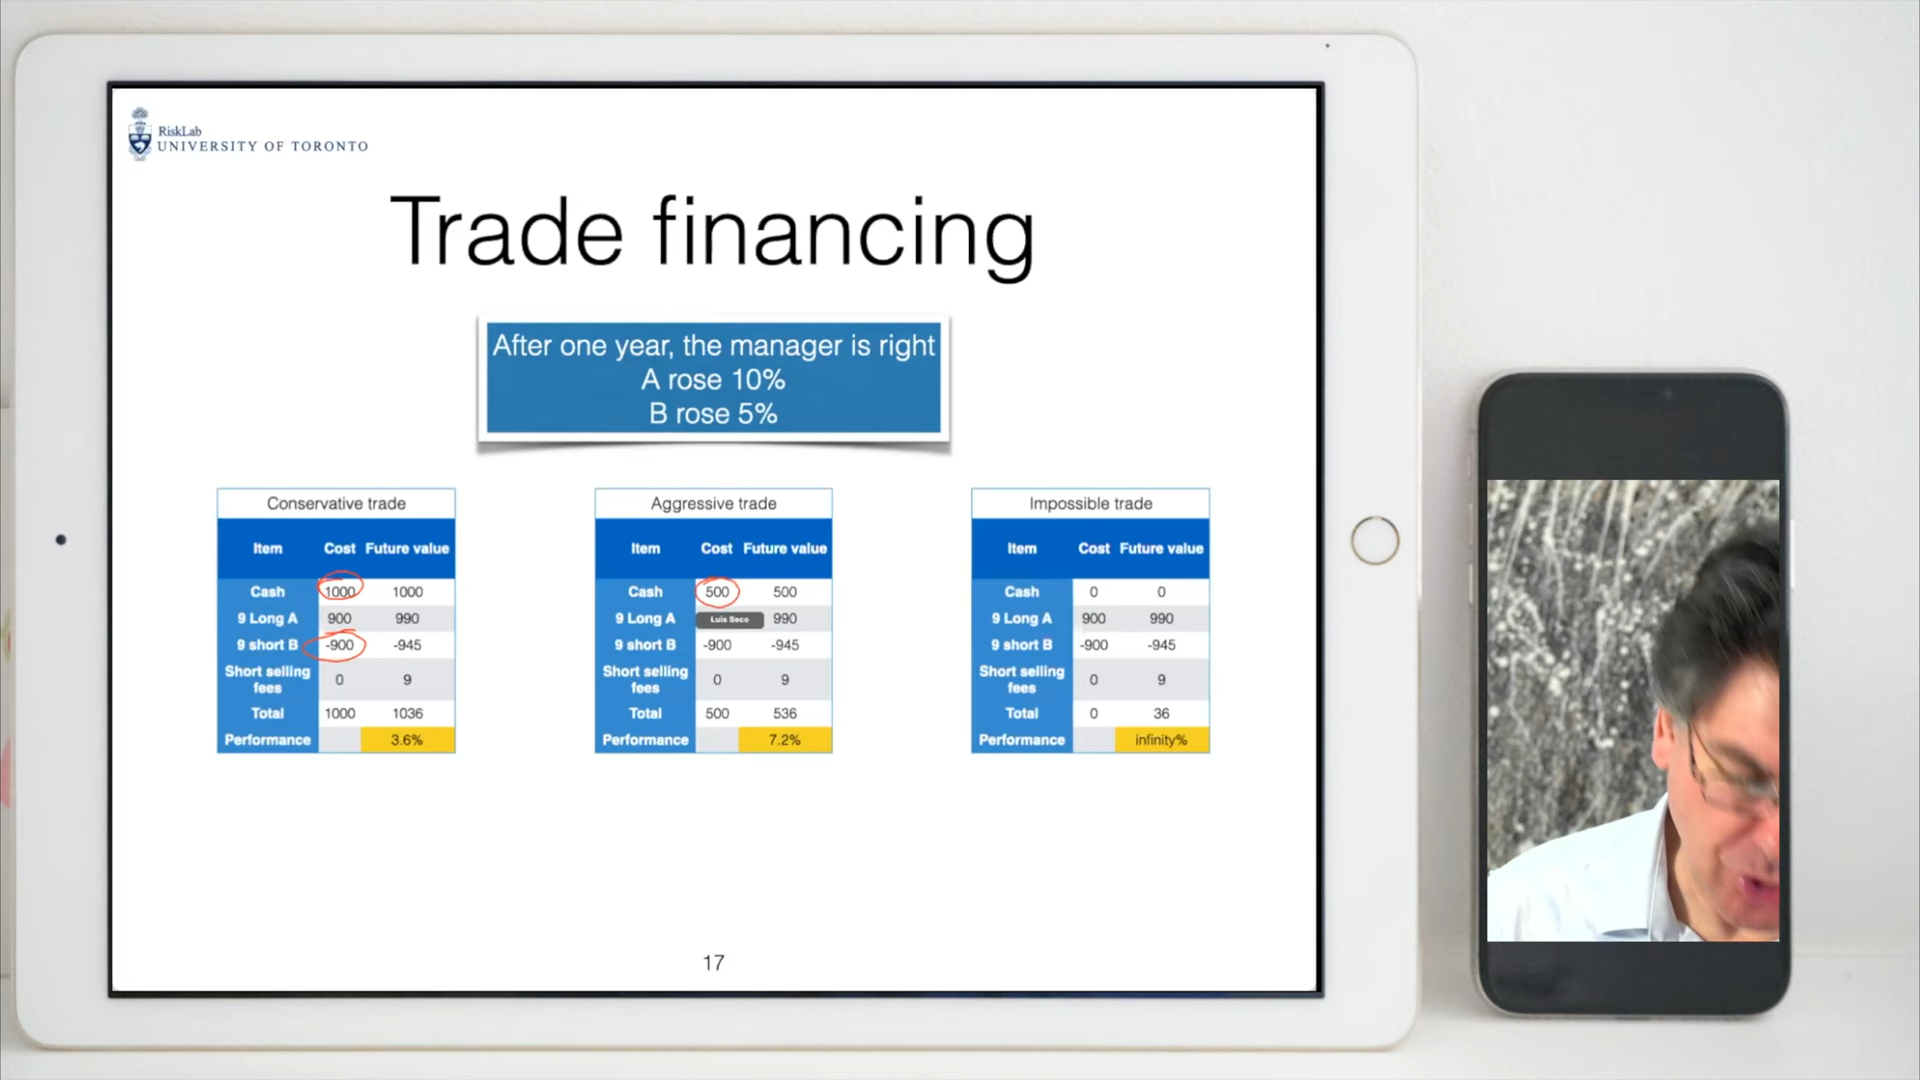 RiskLab
UNIVERSITY OF TORONTO
Trade financing
After one year, the manager is right
A rose 10%
B rose 5%
Conservative trade
Item Cost Future value
Cash 1000 1000
9 Long A 900 990
9 short B -900 -945
Short selling fees 0 9
Total 1000 1036
Performance 3.6%
Aggressive trade
Item Cost Future value
Cash 500 500
9 Long A Luis Seco 990
9 short B -900 -945
Short selling fees 0 9
Total 500 536
Performance 7.2%
Impossible trade
Item Cost Future value
Cash 0 0
9 Long A 900 990
9 short B -900 -945
Short selling fees 0 9
Total 0 36
Performance infinity%
17